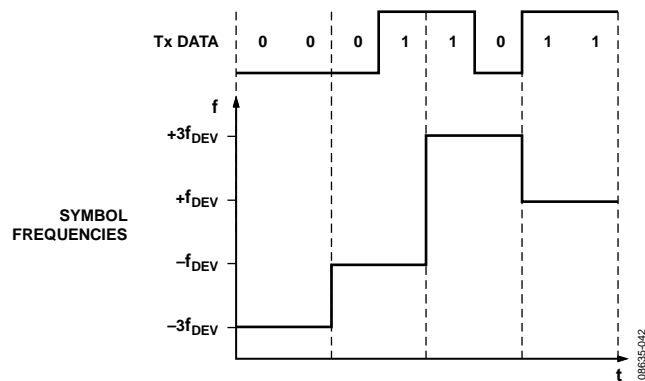 Tx DATA 0 0 0 1 1 0 1 1
f
+3fDEV
+fDEV
SYMBOL
FREQUENCIES
–fDEV
–3fDEV
t
08635-042